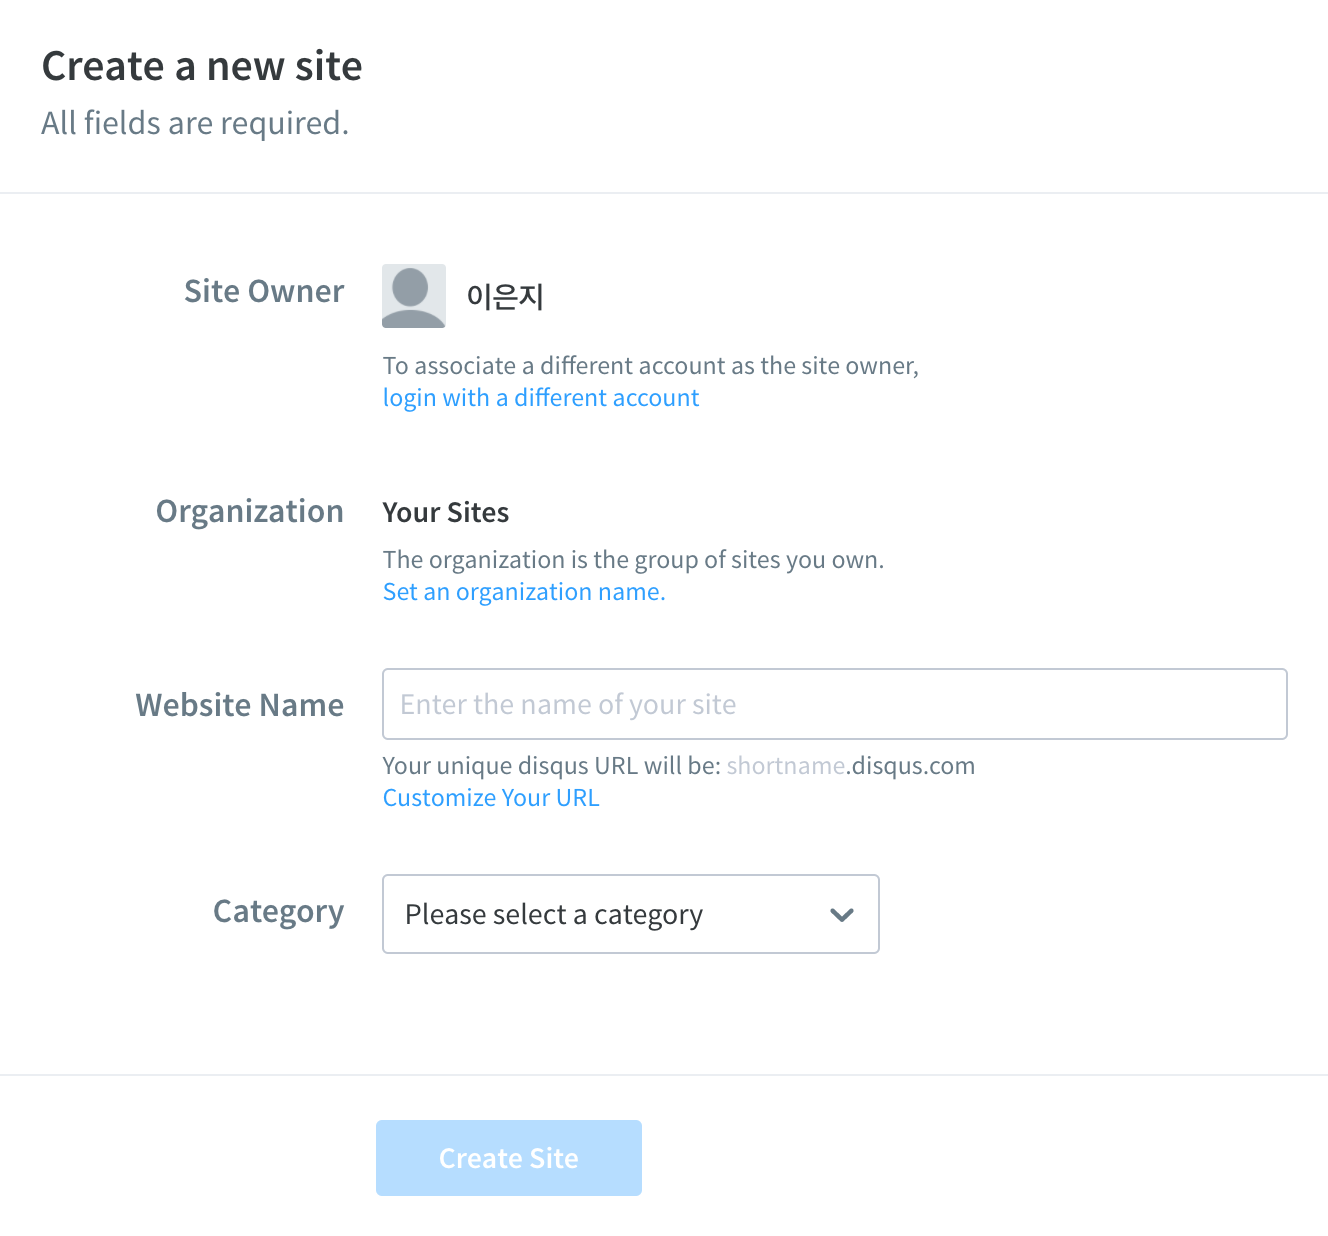 Create a new site
All fields are required.
Site Owner
이은지
To associate a different account as the site owner,
login with a different account
Organization
Your Sites
The organization is the group of sites you own.
Set an organization name.
Website Name
Enter the name of your site
Your unique disqus URL will be: shortname.disqus.com
Customize Your URL
Category
Please select a category
Create Site